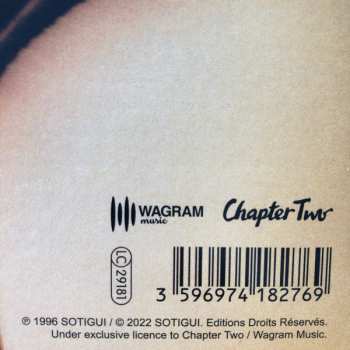 WAGRAM
music
Chapter Two
LC 29181
3 596974 182769
℗ 1996 SOTIGUI / © 2022 SOTIGUI. Editions Droits Réservés.
Under exclusive licence to Chapter Two / Wagram Music.